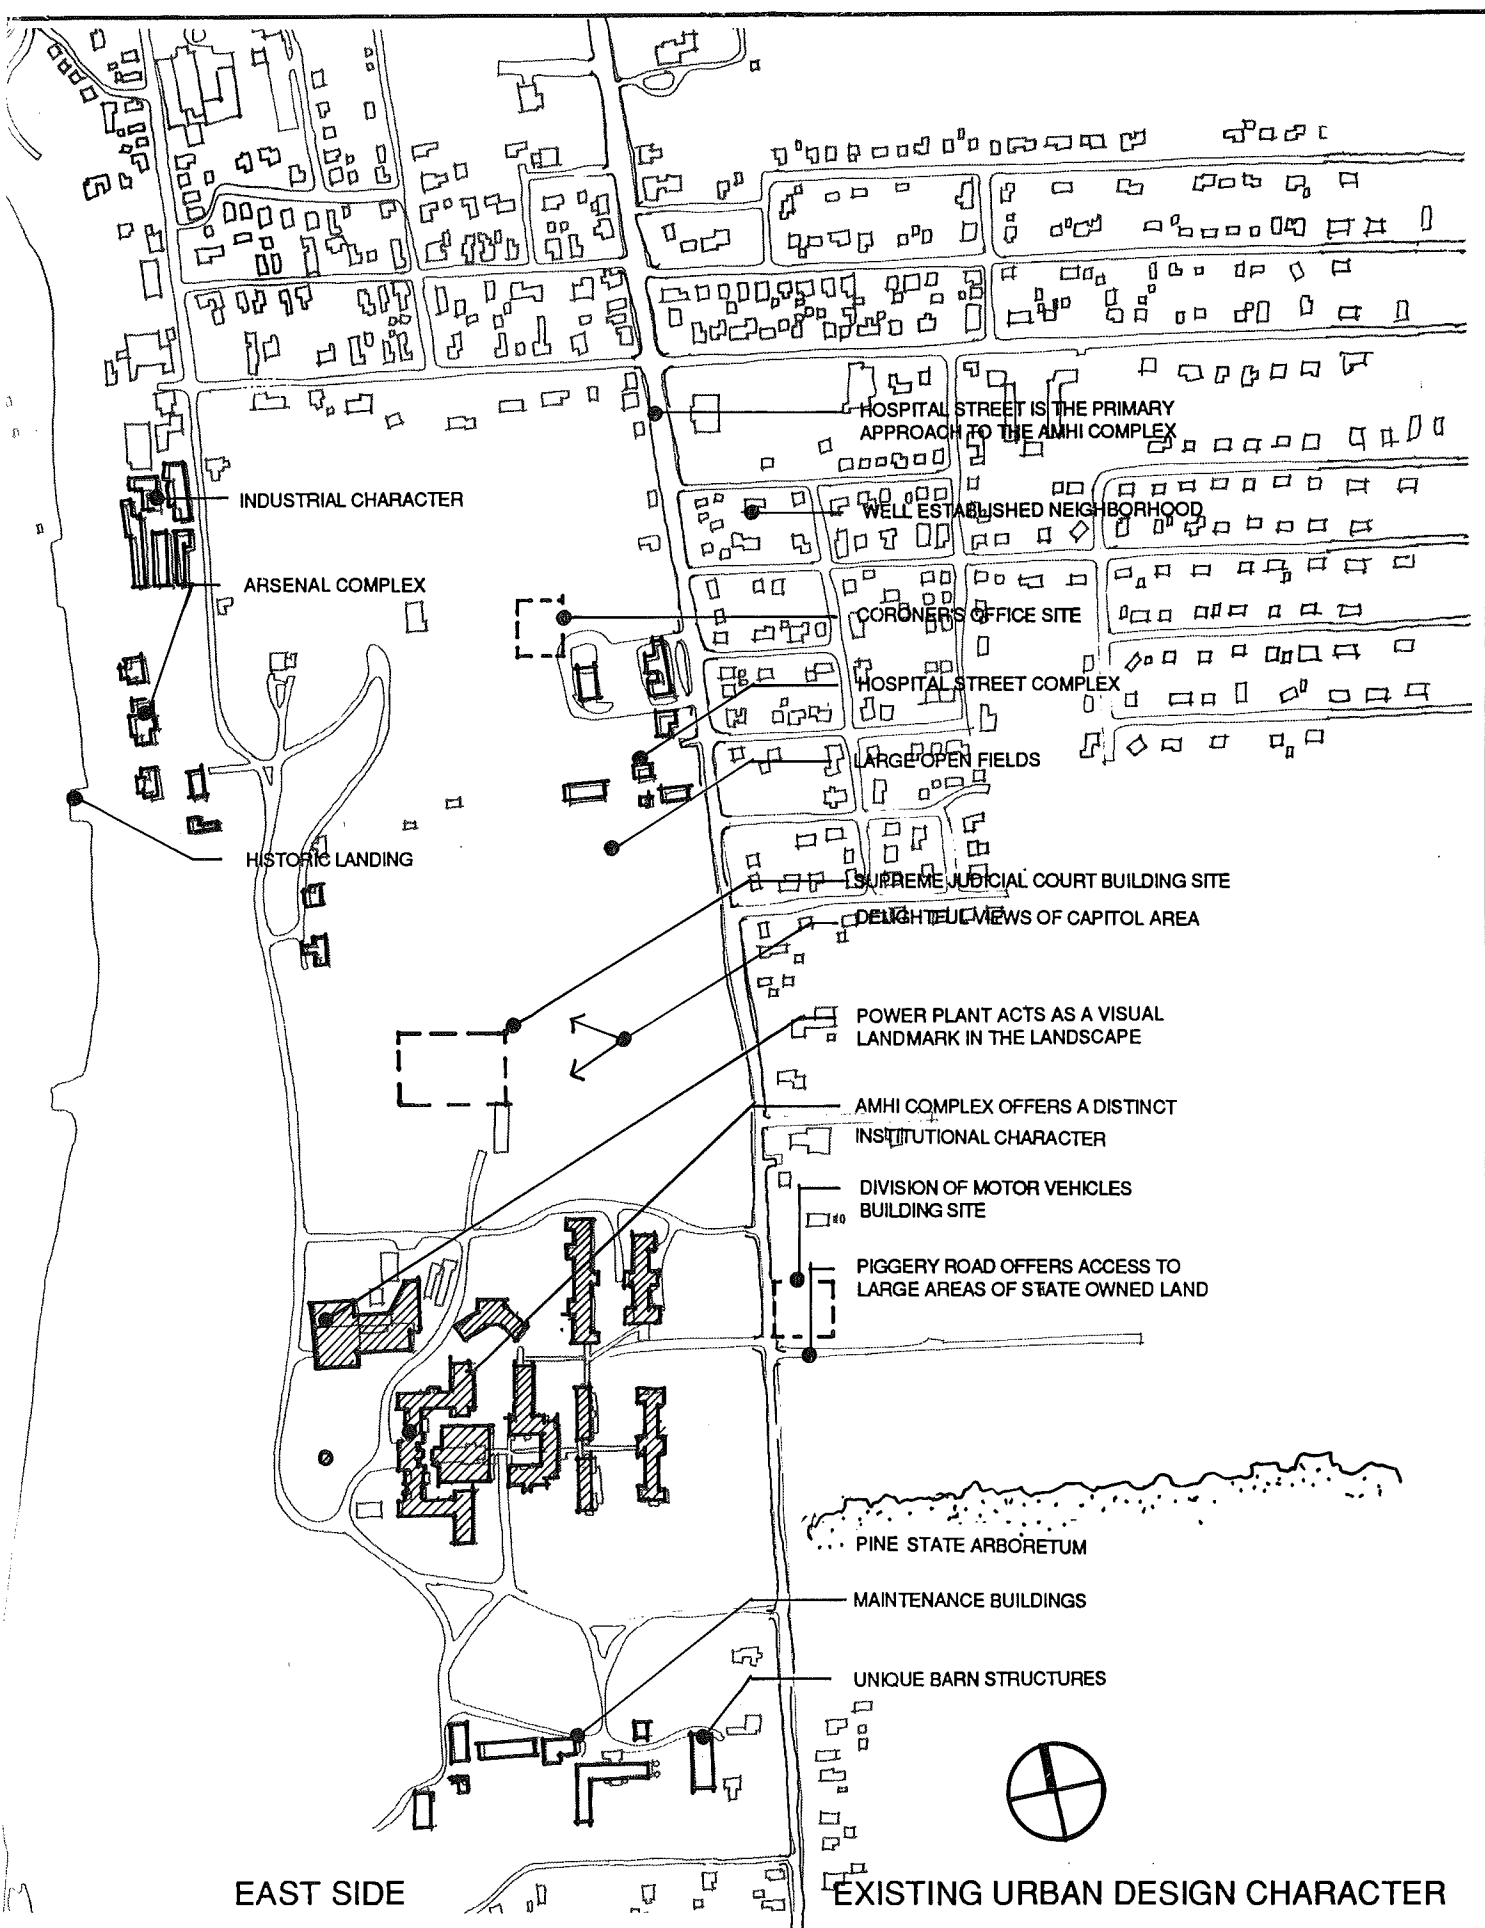 HOSPITAL STREET IS THE PRIMARY
APPROACH TO THE AMHI COMPLEX
INDUSTRIAL CHARACTER
WELL ESTABLISHED NEIGHBORHOOD
ARSENAL COMPLEX
CORONER'S OFFICE SITE
HOSPITAL STREET COMPLEX
LARGE OPEN FIELDS
HISTORIC LANDING
SUPREME JUDICIAL COURT BUILDING SITE
DELIGHTFUL VIEWS OF CAPITOL AREA
POWER PLANT ACTS AS A VISUAL
LANDMARK IN THE LANDSCAPE
AMHI COMPLEX OFFERS A DISTINCT
INSTITUTIONAL CHARACTER
DIVISION OF MOTOR VEHICLES
BUILDING SITE
PIGGERY ROAD OFFERS ACCESS TO
LARGE AREAS OF STATE OWNED LAND
PINE STATE ARBORETUM
MAINTENANCE BUILDINGS
UNIQUE BARN STRUCTURES
EAST SIDE
EXISTING URBAN DESIGN CHARACTER